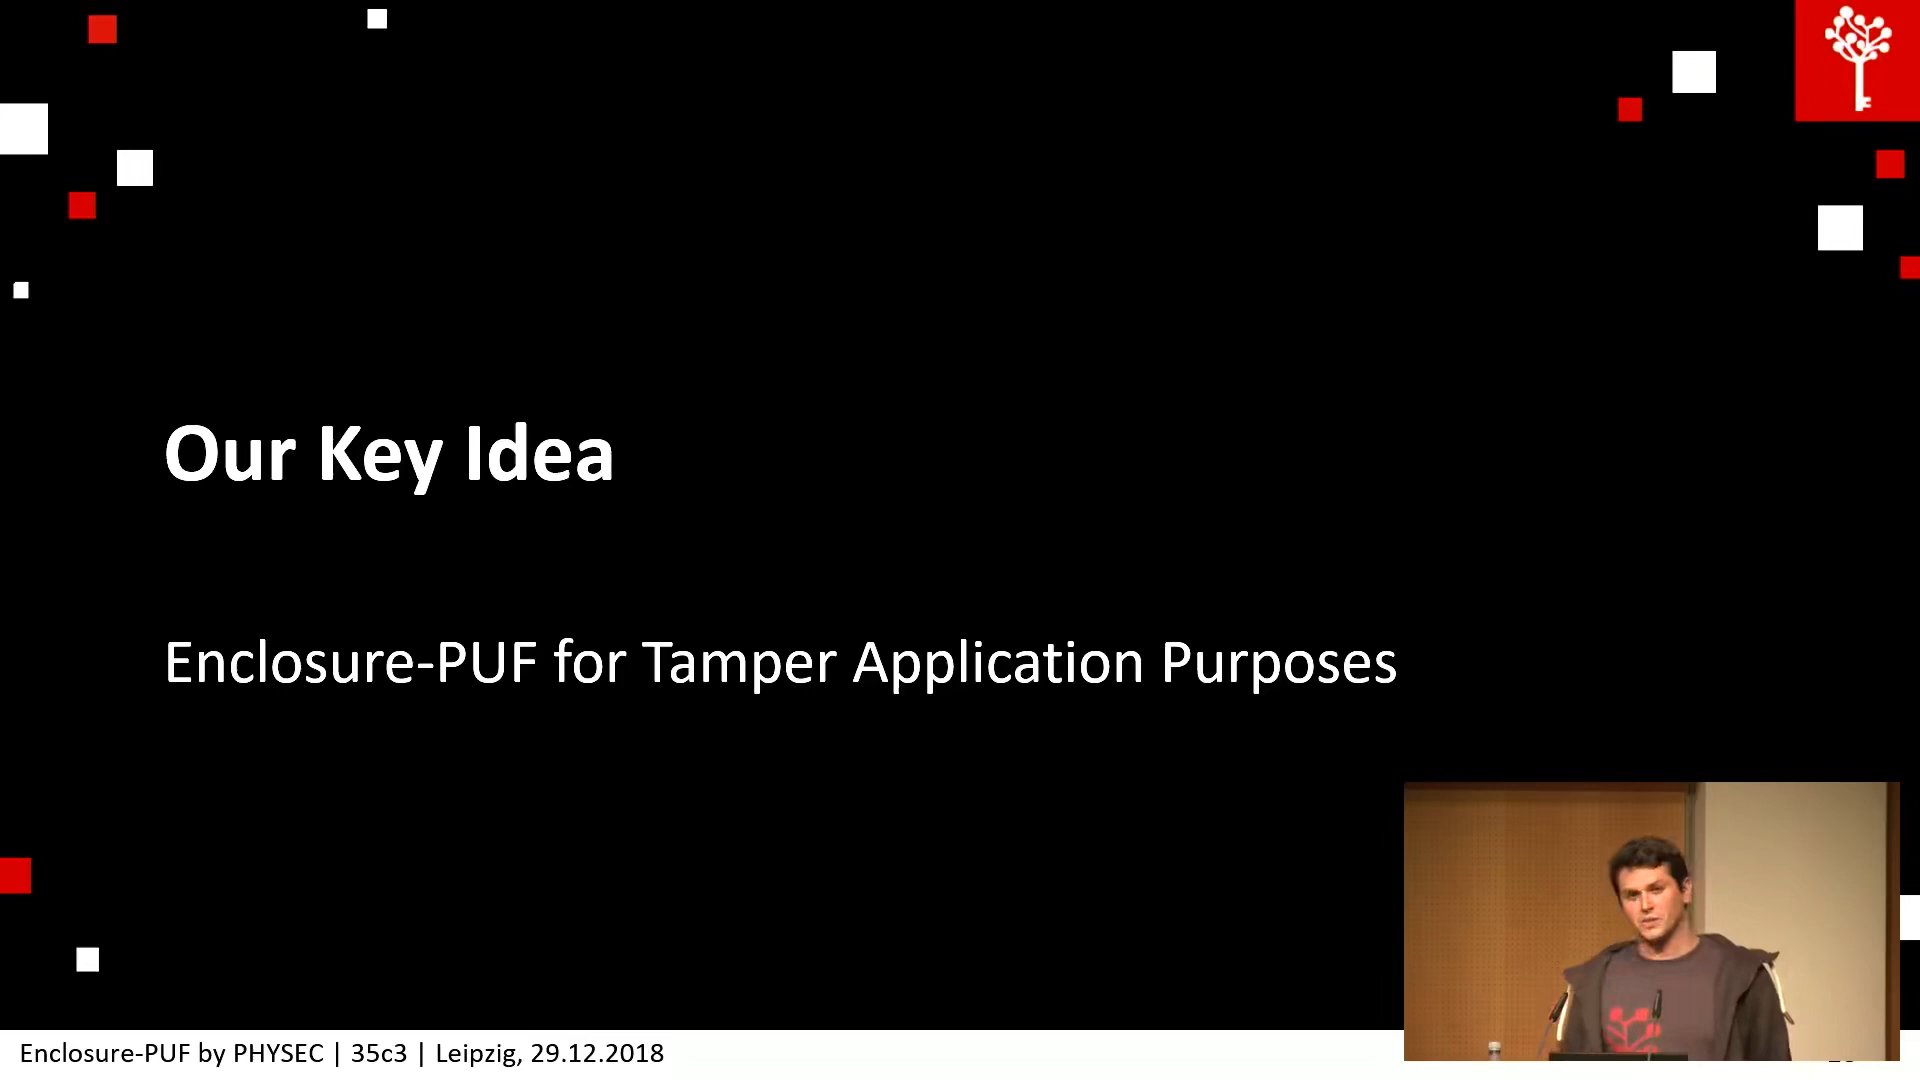 Our Key Idea
Enclosure-PUF for Tamper Application Purposes
Enclosure-PUF by PHYSEC | 35c3 | Leipzig, 29.12.2018